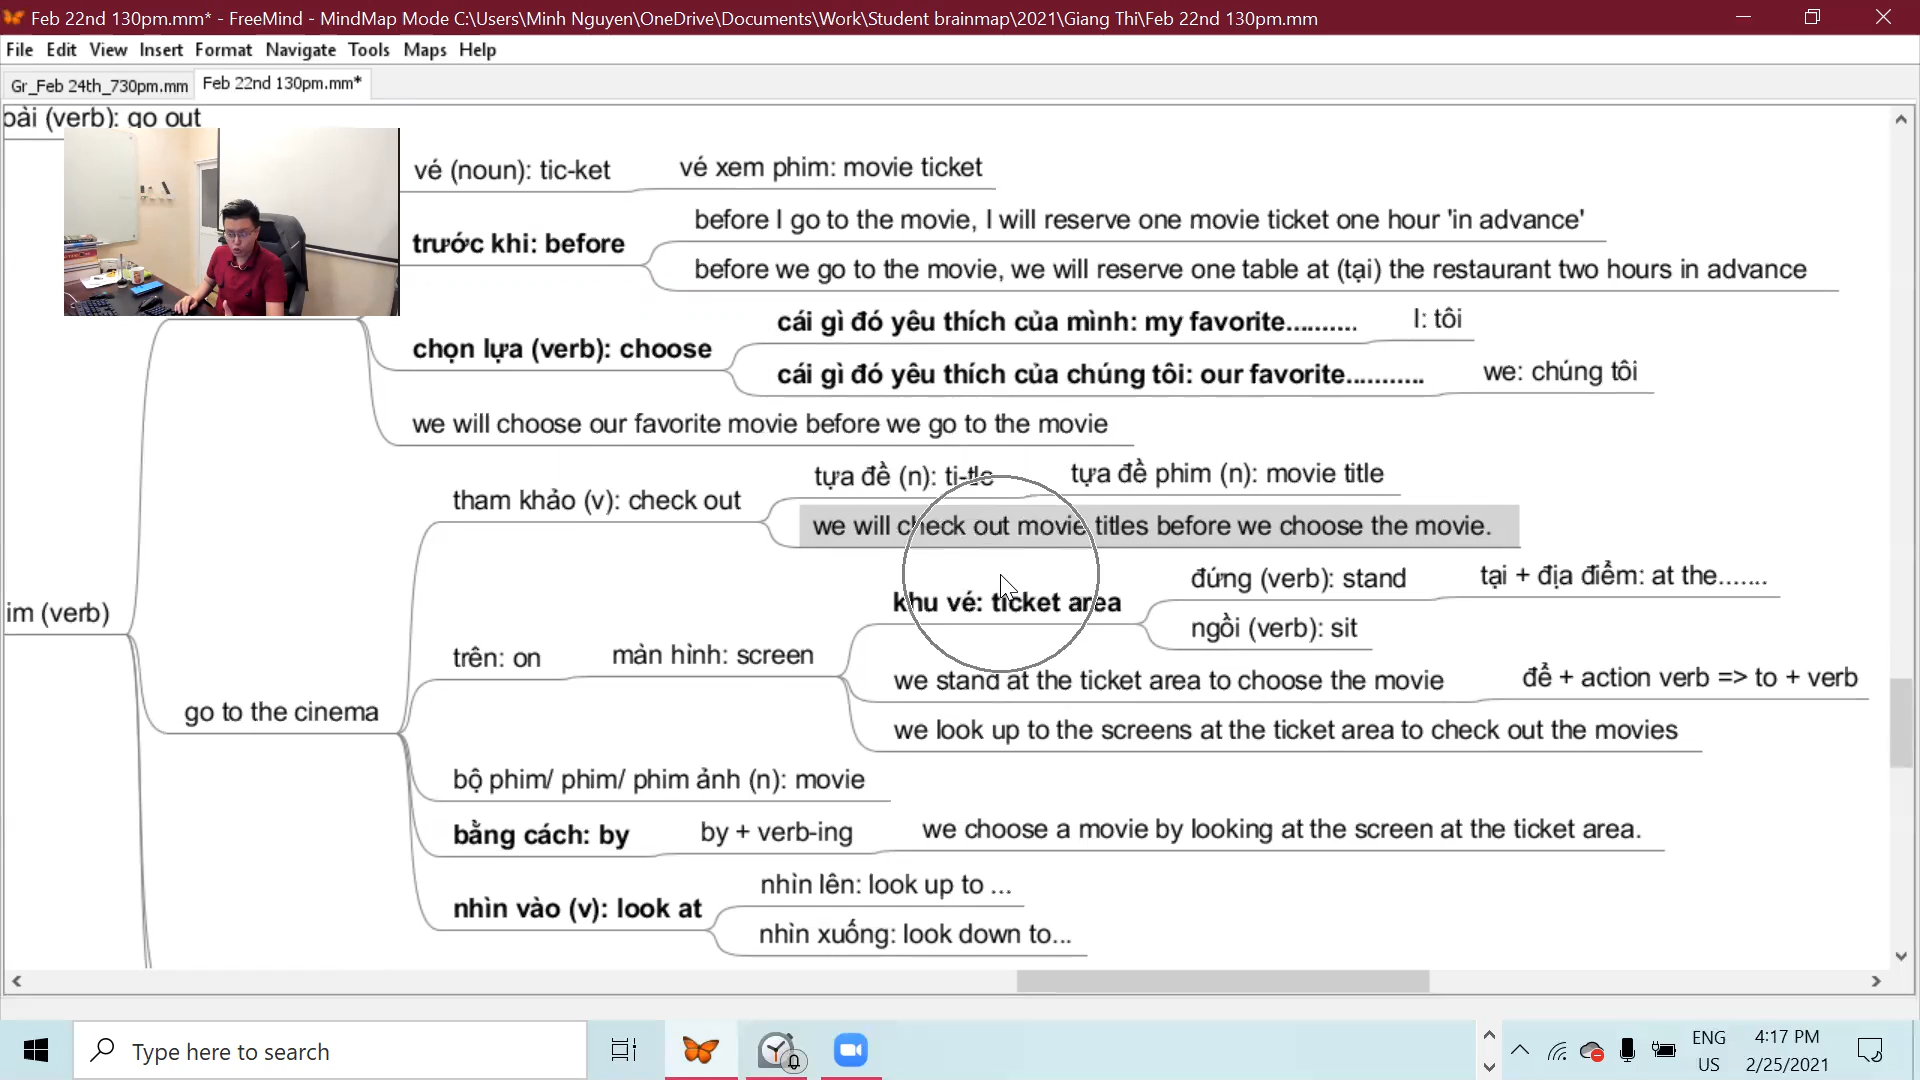 Feb 22nd 130pm.mm* - FreeMind - MindMap Mode C:\Users\Minh Nguyen\OneDrive\Documents\Work\Student brainmap\2021\Giang Thi\Feb 22nd 130pm.mm
File Edit View Insert Format Navigate Tools Maps Help
Gr_Feb 24th_730pm.mm Feb 22nd 130pm.mm*
bài (verb): go out
vé (noun): tic-ket
vé xem phim: movie ticket
trước khi: before
before I go to the movie, I will reserve one movie ticket one hour 'in advance'
before we go to the movie, we will reserve one table at (tại) the restaurant two hours in advance
chọn lựa (verb): choose
cái gì đó yêu thích của mình: my favorite..........
I: tôi
cái gì đó yêu thích của chúng tôi: our favorite...........
we: chúng tôi
we will choose our favorite movie before we go to the movie
im (verb)
go to the cinema
tham khảo (v): check out
tựa đề (n): ti-tle
tựa đề phim (n): movie title
we will check out movie titles before we choose the movie.
trên: on
màn hình: screen
khu vé: ticket area
đứng (verb): stand
tại + địa điểm: at the.......
ngồi (verb): sit
we stand at the ticket area to choose the movie
để + action verb => to + verb
we look up to the screens at the ticket area to check out the movies
bộ phim/ phim/ phim ảnh (n): movie
bằng cách: by
by + verb-ing
we choose a movie by looking at the screen at the ticket area.
nhìn vào (v): look at
nhìn lên: look up to ...
nhìn xuống: look down to...
Type here to search
ENG
US
4:17 PM
2/25/2021